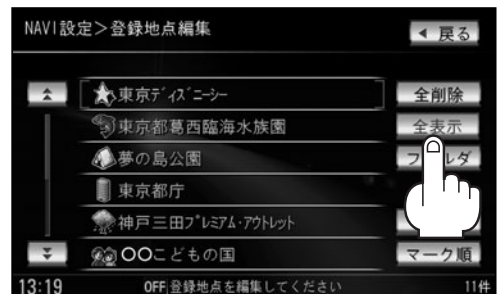 NAVI設定＞登録地点編集
◀ 戻る
東京ディズニーシー
全削除
東京都葛西臨海水族園
全表示
夢の島公園
東京都庁
神戸三田プレミアム・アウトレット
○○こどもの国
マーク順
13:19
OFF 登録地点を編集してください
11件